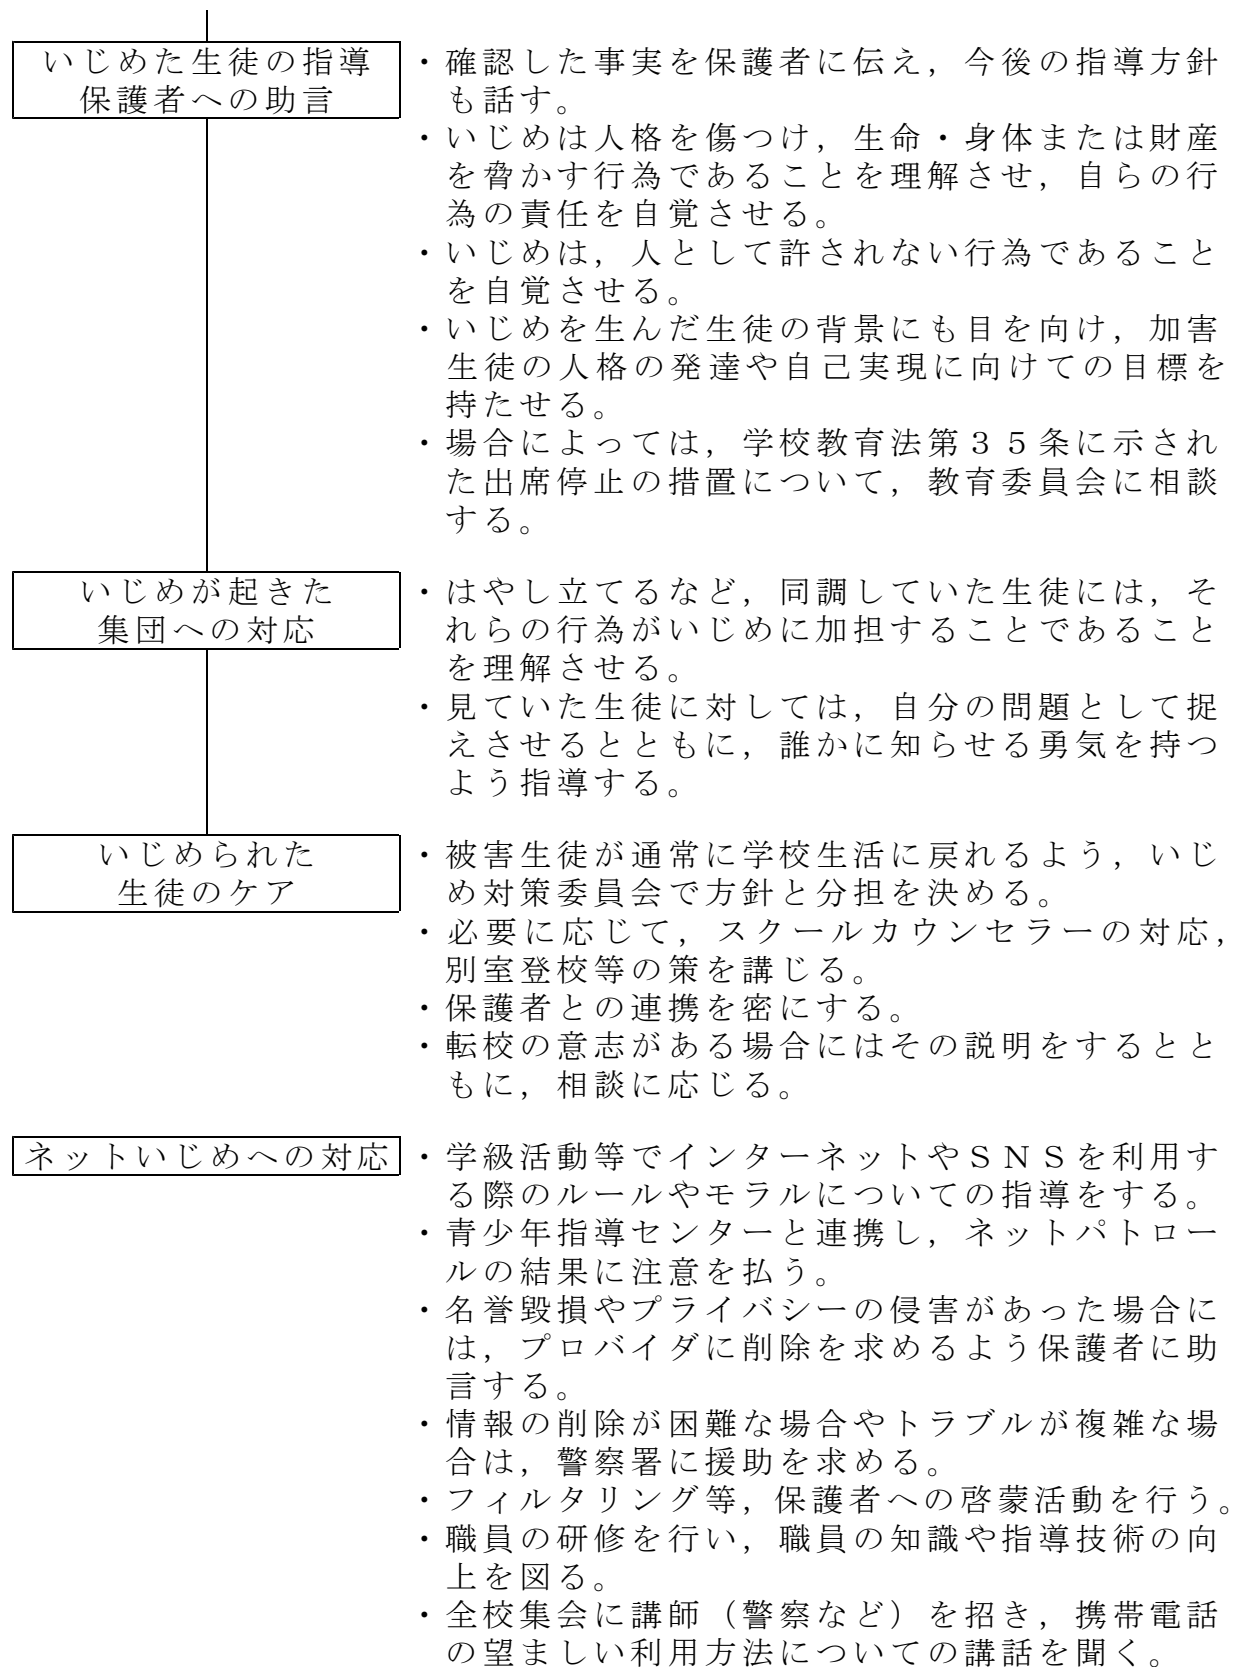 いじめた生徒の指導
保護者への助言
・確認した事実を保護者に伝え，今後の指導方針
も話す。
・いじめは人格を傷つけ，生命・身体または財産
を脅かす行為であることを理解させ，自らの行
為の責任を自覚させる。
・いじめは，人として許されない行為であること
を自覚させる。
・いじめを生んだ生徒の背景にも目を向け，加害
生徒の人格の発達や自己実現に向けての目標を
持たせる。
・場合によっては，学校教育法第３５条に示され
た出席停止の措置について，教育委員会に相談
する。
いじめが起きた
集団への対応
・はやし立てるなど，同調していた生徒には，そ
れらの行為がいじめに加担することであること
を理解させる。
・見ていた生徒に対しては，自分の問題として捉
えさせるとともに，誰かに知らせる勇気を持つ
よう指導する。
いじめられた
生徒のケア
・被害生徒が通常に学校生活に戻れるよう，いじ
め対策委員会で方針と分担を決める。
・必要に応じて，スクールカウンセラーの対応，
別室登校等の策を講じる。
・保護者との連携を密にする。
・転校の意志がある場合にはその説明をするとと
もに，相談に応じる。
ネットいじめへの対応
・学級活動等でインターネットやＳＮＳを利用す
る際のルールやモラルについての指導をする。
・青少年指導センターと連携し，ネットパトロー
ルの結果に注意を払う。
・名誉毀損やプライバシーの侵害があった場合に
は，プロバイダに削除を求めるよう保護者に助
言する。
・情報の削除が困難な場合やトラブルが複雑な場
合は，警察署に援助を求める。
・フィルタリング等，保護者への啓蒙活動を行う。
・職員の研修を行い，職員の知識や指導技術の向
上を図る。
・全校集会に講師（警察など）を招き，携帯電話
の望ましい利用方法についての講話を聞く。